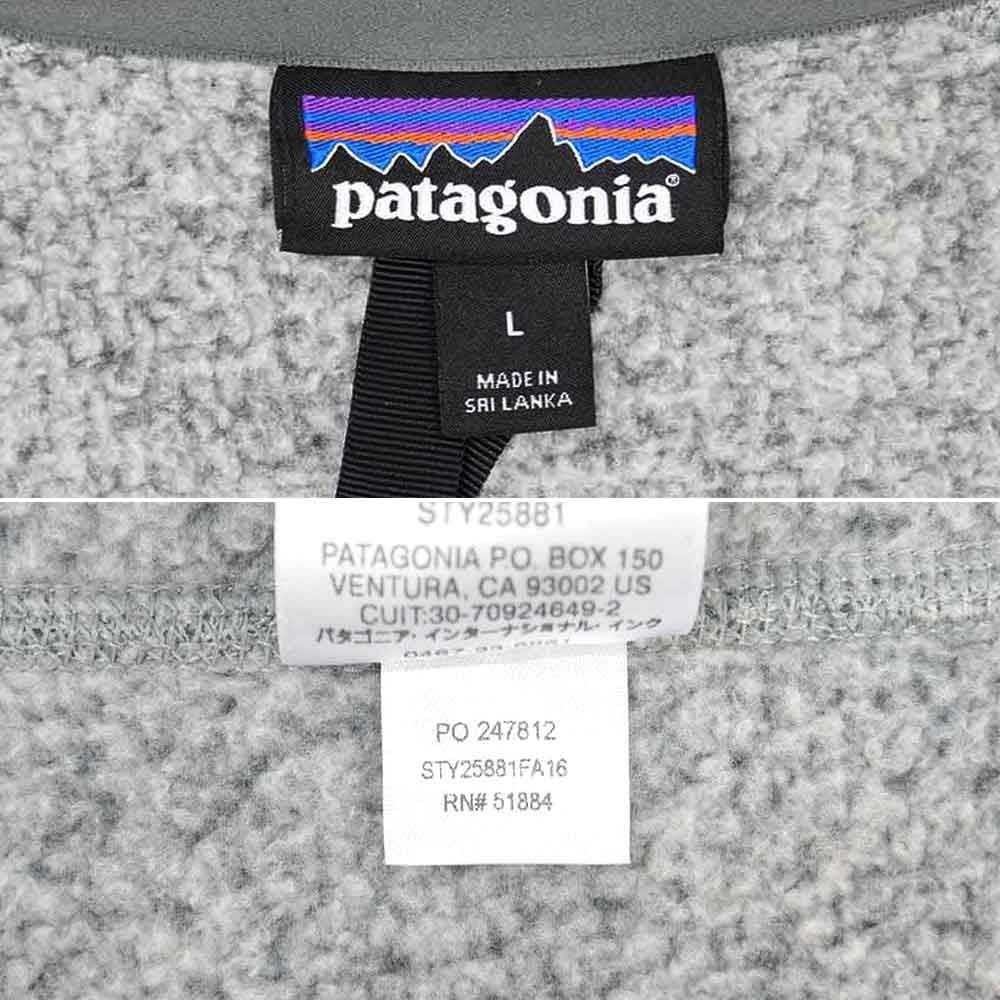 patagonia®
L
MADE IN
SRI LANKA
STY25881
PATAGONIA P.O. BOX 150
VENTURA, CA 93002 US
CUIT:30-70924649-2
パタゴニア・インターナショナル・インク
PO 247812
STY25881FA16
RN# 51884